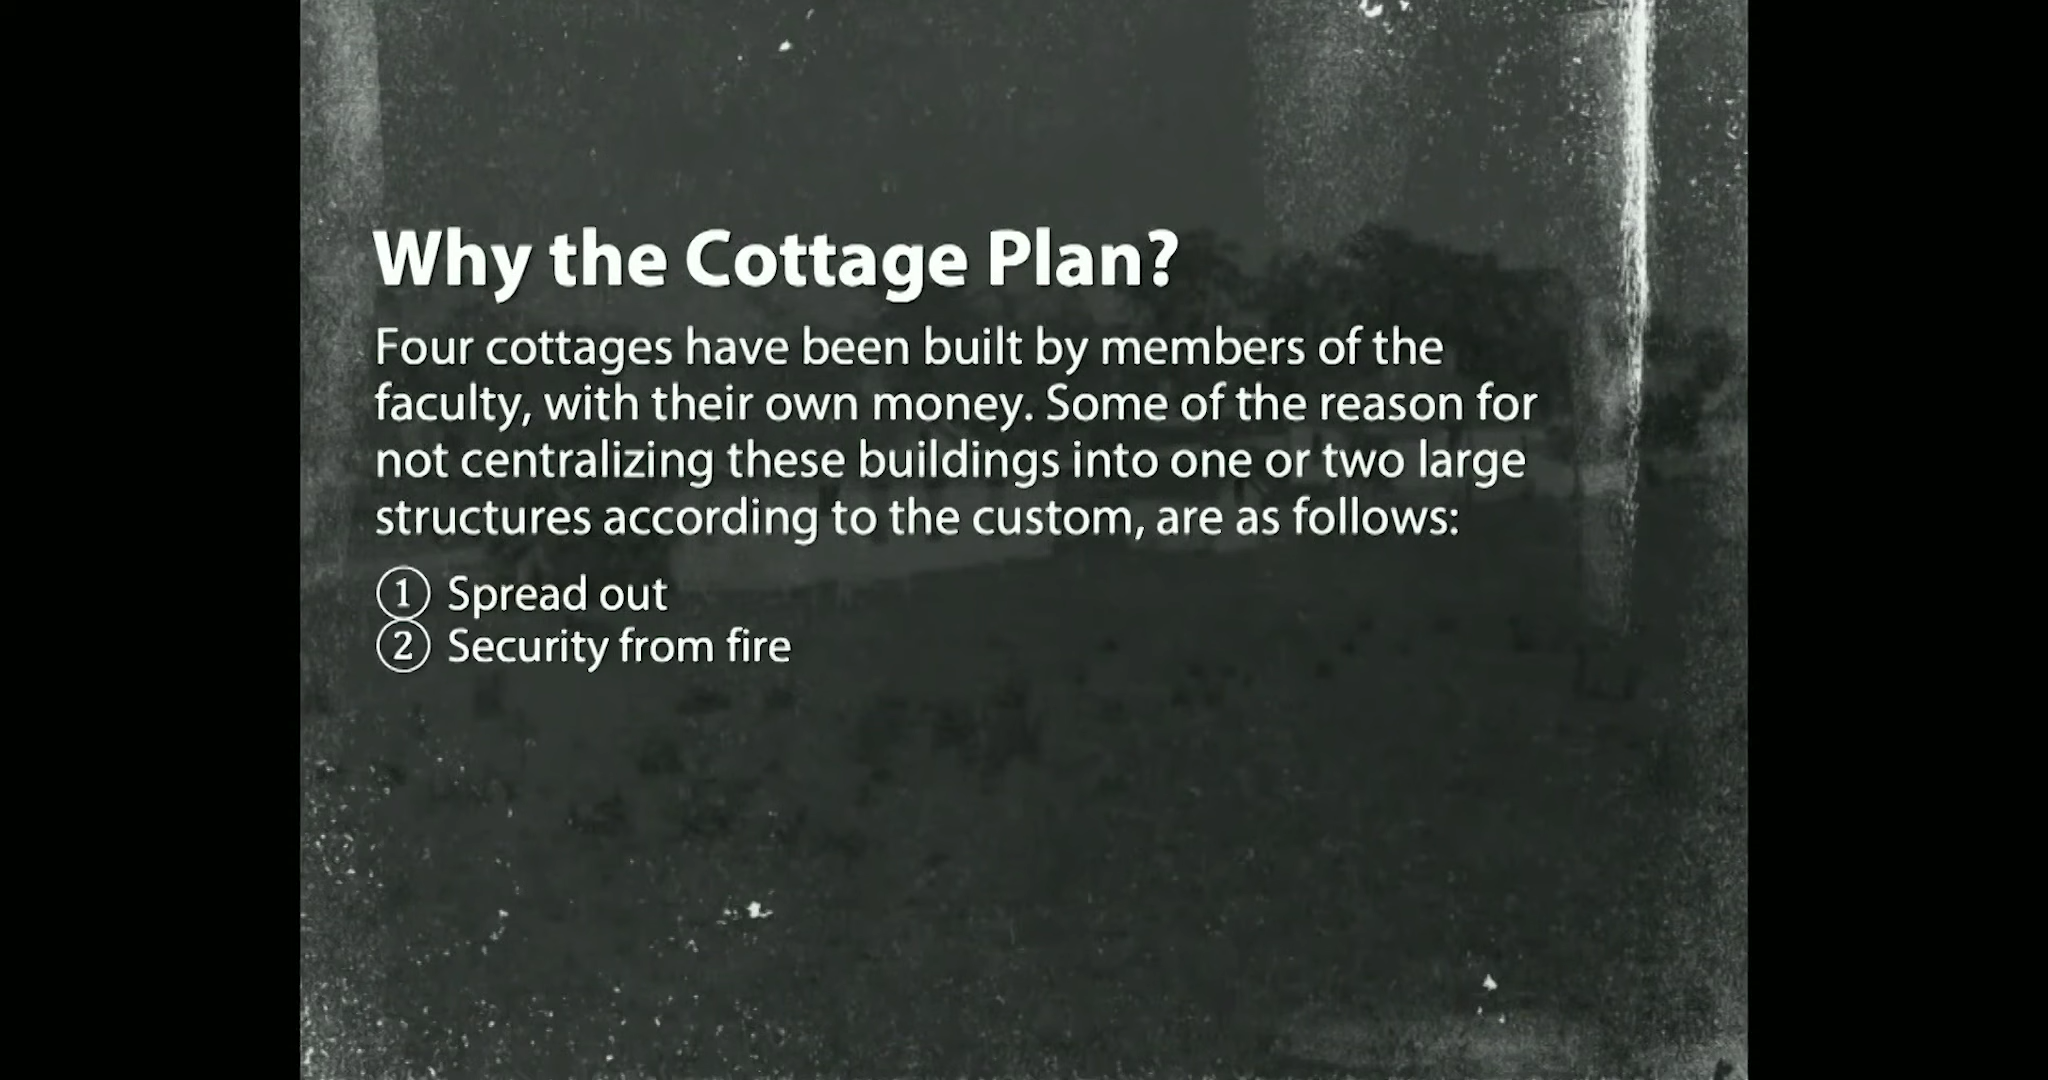 Why the Cottage Plan?
Four cottages have been built by members of the
faculty, with their own money. Some of the reason for
not centralizing these buildings into one or two large
structures according to the custom, are as follows:
① Spread out
② Security from fire